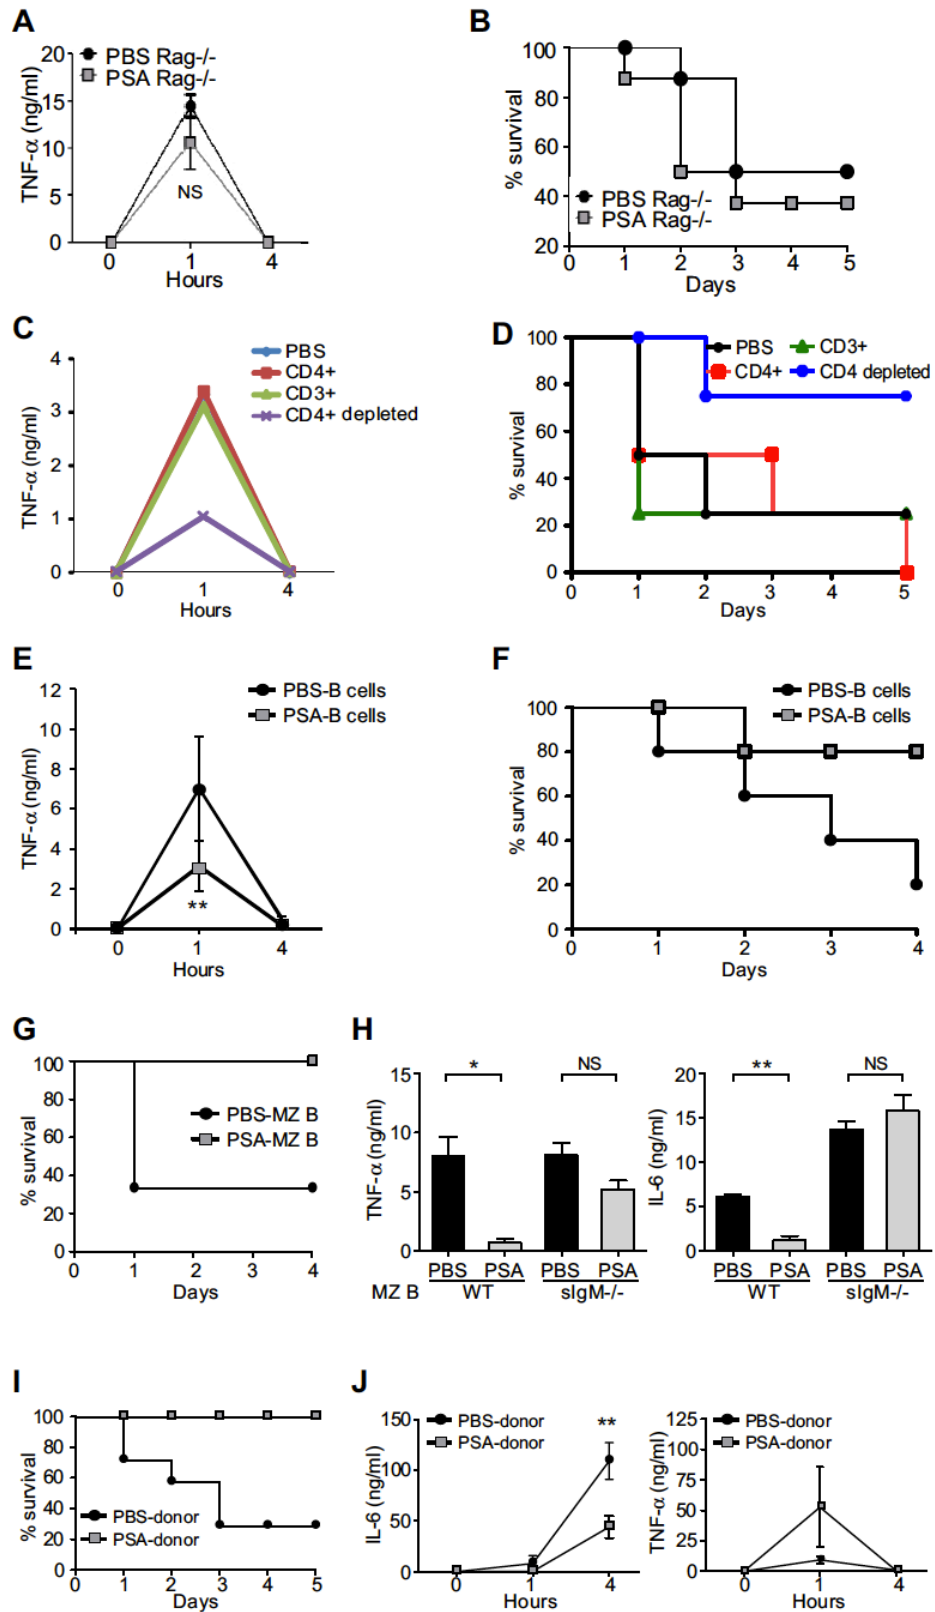 A
TNF-α (ng/ml)
20
15
10
5
0
PBS Rag-/-
PSA Rag-/-
NS
0 1 4
Hours
B
% survival
100
80
60
40
20
PBS Rag-/-
PSA Rag-/-
0 1 2 3 4 5
Days
C
TNF-α (ng/ml)
4
3
2
1
0
PBS
CD4+
CD3+
CD4+ depleted
0 1 4
Hours
D
% survival
100
80
60
40
20
0
PBS CD3+
CD4+ CD4 depleted
0 1 2 3 4 5
Days
E
TNF-α (ng/ml)
12
10
8
6
4
2
0
PBS-B cells
PSA-B cells
**
0 1 4
Hours
F
% survival
100
80
60
40
20
0
PBS-B cells
PSA-B cells
0 1 2 3 4
Days
G
% survival
100
80
60
40
20
0
PBS-MZ B
PSA-MZ B
0 1 2 3 4
Days
H
TNF-α (ng/ml)
15
10
5
0
* NS
PBS PSA PBS PSA
MZ B WT sIgM-/-
IL-6 (ng/ml)
20
15
10
5
0
** NS
PBS PSA PBS PSA
WT sIgM-/-
I
% survival
100
80
60
40
20
0
PBS-donor
PSA-donor
0 1 2 3 4 5
Days
J
IL-6 (ng/ml)
150
100
50
0
PBS-donor
PSA-donor
**
0 1 4
TNF-α (ng/ml)
125
100
75
50
25
0
PBS-donor
PSA-donor
0 1 4
Hours